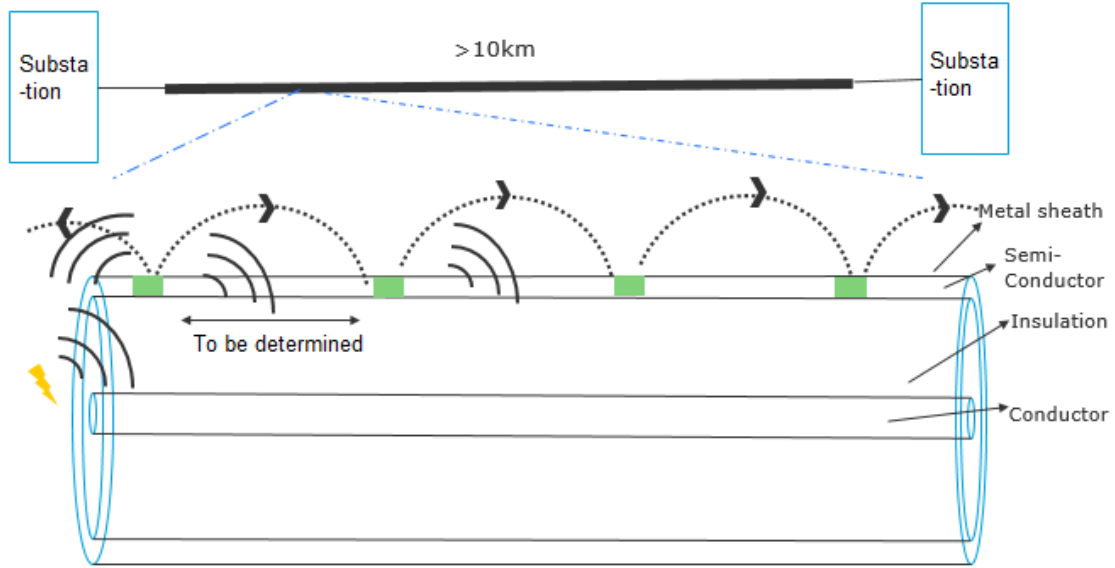 Substa
-tion
>10km
Substa
-tion
Metal sheath
Semi-
Conductor
Insulation
To be determined
Conductor